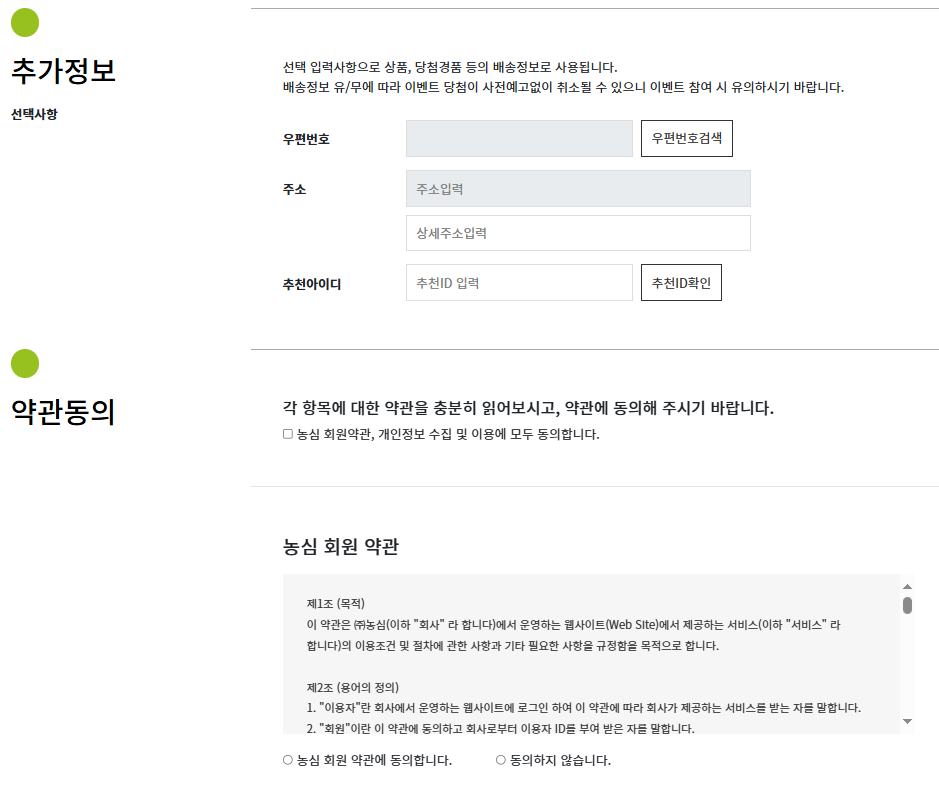 추가정보
선택사항
선택 입력사항으로 상품, 당첨경품 등의 배송정보로 사용됩니다.
배송정보 유/무에 따라 이벤트 당첨이 사전예고없이 취소될 수 있으니 이벤트 참여 시 유의하시기 바랍니다.
우편번호 우편번호검색
주소 주소입력
상세주소입력
추천아이디 추천ID 입력 추천ID확인
약관동의
각 항목에 대한 약관을 충분히 읽어보시고, 약관에 동의해 주시기 바랍니다.
농심 회원약관, 개인정보 수집 및 이용에 모두 동의합니다.
농심 회원 약관
제1조 (목적)
이 약관은 ㈜농심(이하 "회사" 라 합니다)에서 운영하는 웹사이트(Web SIte)에서 제공하는 서비스(이하 "서비스" 라
합니다)의 이용조건 및 절차에 관한 사항과 기타 필요한 사항을 규정함을 목적으로 합니다.
제2조 (용어의 정의)
1. "이용자"란 회사에서 운영하는 웹사이트에 로그인 하여 이 약관에 따라 회사가 제공하는 서비스를 받는 자를 말합니다.
2. "회원"이란 이 약관에 동의하고 회사로부터 이용자 ID를 부여 받은 자를 말합니다.
농심 회원 약관에 동의합니다. 동의하지 않습니다.